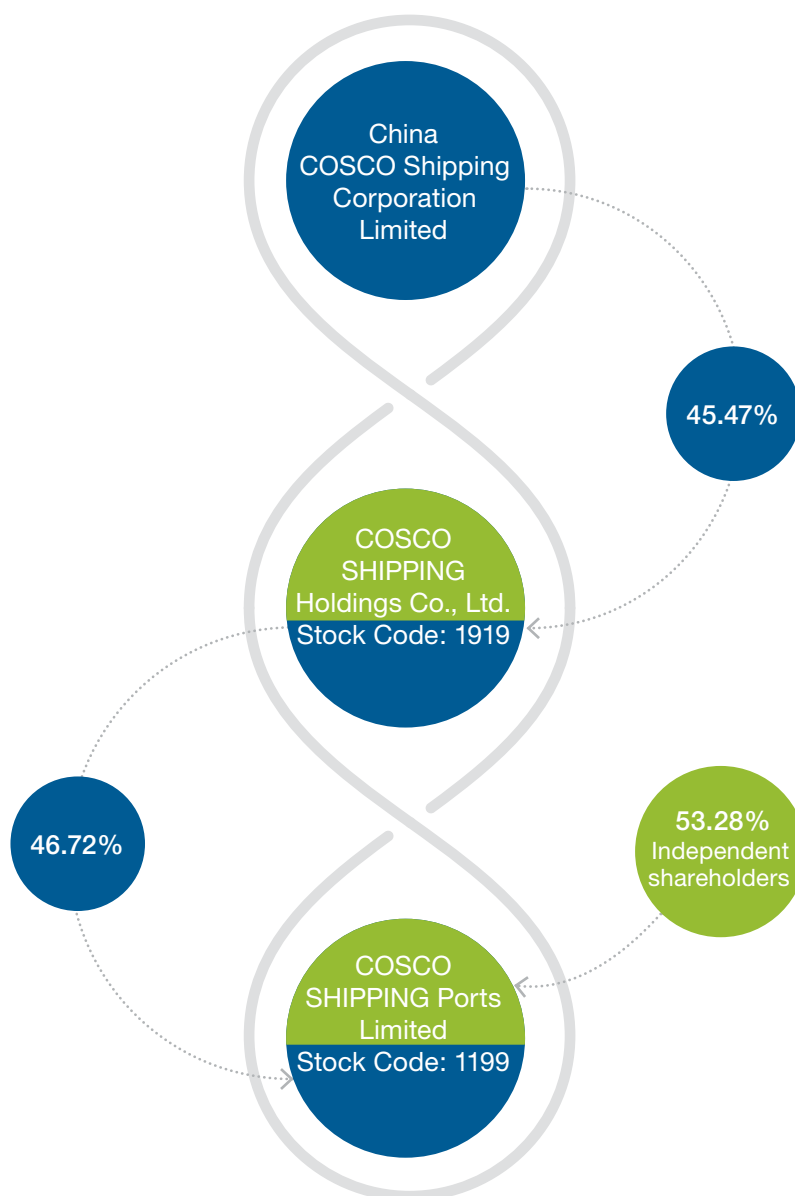 China
COSCO Shipping
Corporation
Limited
45.47%
COSCO
SHIPPING
Holdings Co., Ltd.
Stock Code: 1919
46.72%
53.28%
Independent
shareholders
COSCO
SHIPPING Ports
Limited
Stock Code: 1199